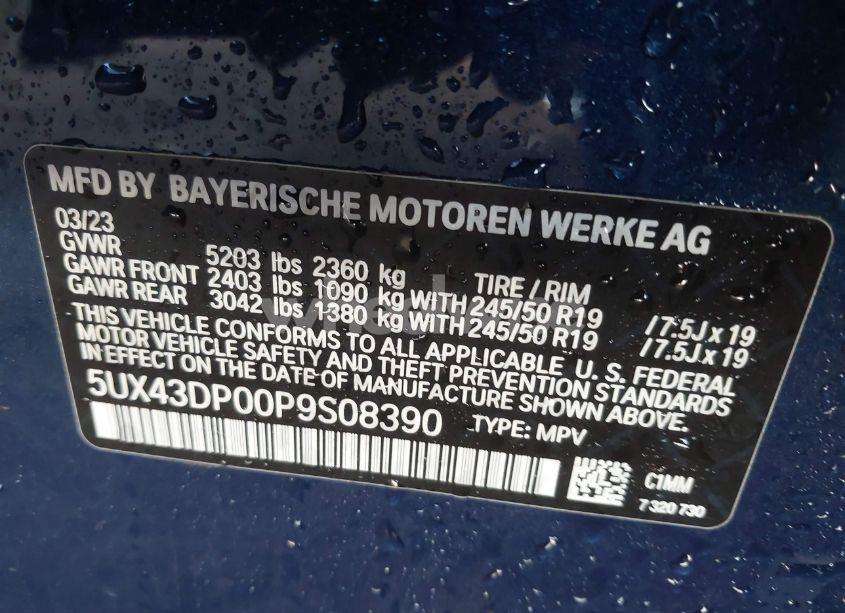 MFD BY BAYERISCHE MOTOREN WERKE AG
03/23
GVWR 5203 lbs 2360 kg TIRE / RIM
GAWR FRONT 2403 lbs 1090 kg WITH 245/50 R19 /7.5J x 19
GAWR REAR 3042 lbs 1380 kg WITH 245/50 R19 /7.5J x 19
THIS VEHICLE CONFORMS TO ALL APPLICABLE U. S. FEDERAL
MOTOR VEHICLE SAFETY AND THEFT PREVENTION STANDARDS
IN EFFECT ON THE DATE OF MANUFACTURE SHOWN ABOVE.
5UX43DP00P9S08390 TYPE: MPV
C1MM
7 320 730